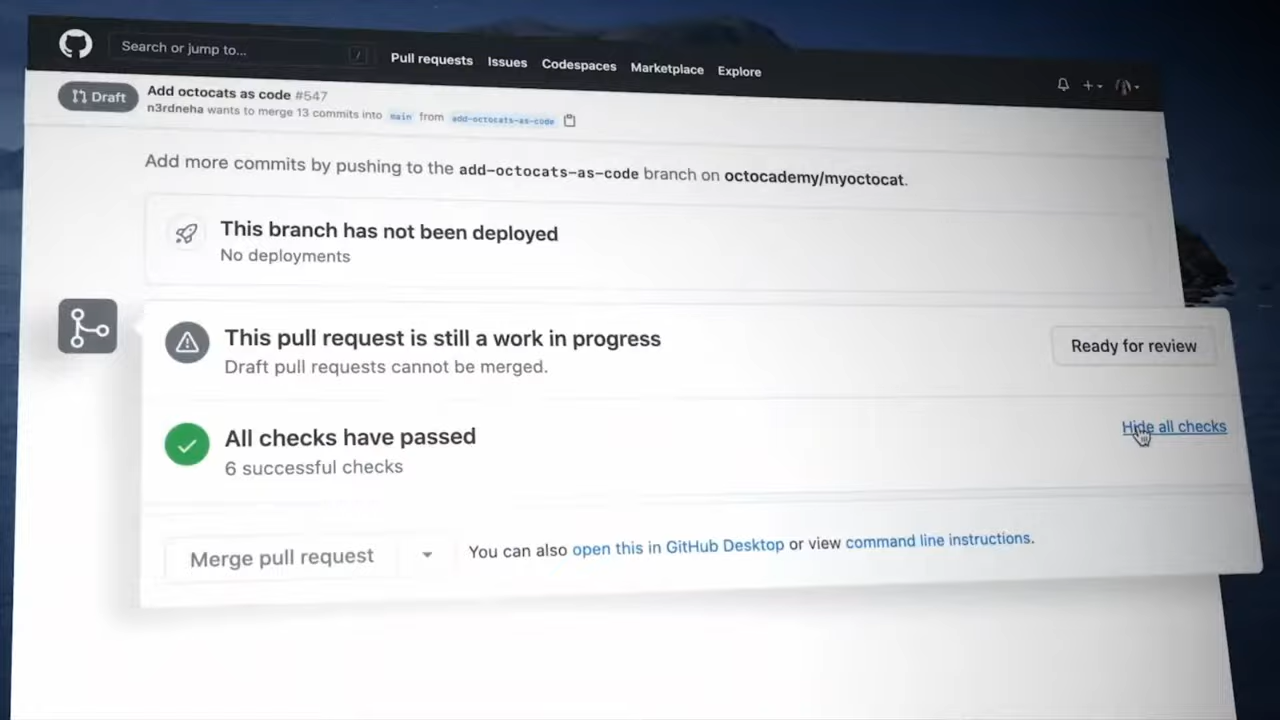 Search or jump to... /
Pull requests Issues Codespaces Marketplace Explore
Draft
Add octocats as code #547
n3rdneha wants to merge 13 commits into main from add-octocats-as-code
Add more commits by pushing to the add-octocats-as-code branch on octocademy/myoctocat.
This branch has not been deployed
No deployments
This pull request is still a work in progress
Draft pull requests cannot be merged.
Ready for review
All checks have passed
6 successful checks
Hide all checks
Merge pull request
You can also open this in GitHub Desktop or view command line instructions.